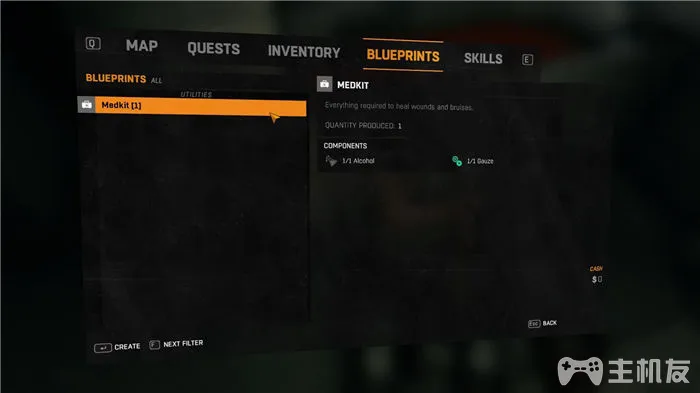 Q MAP QUESTS INVENTORY BLUEPRINTS SKILLS E
BLUEPRINTS ALL
UTILITIES
Medkit [1]
MEDKIT
Everything required to heal wounds and bruises.
QUANTITY PRODUCED: 1
COMPONENTS
1/1 Alcohol
1/1 Gauze
CASH
$ 0
Esc BACK
CREATE
F NEXT FILTER
主机友